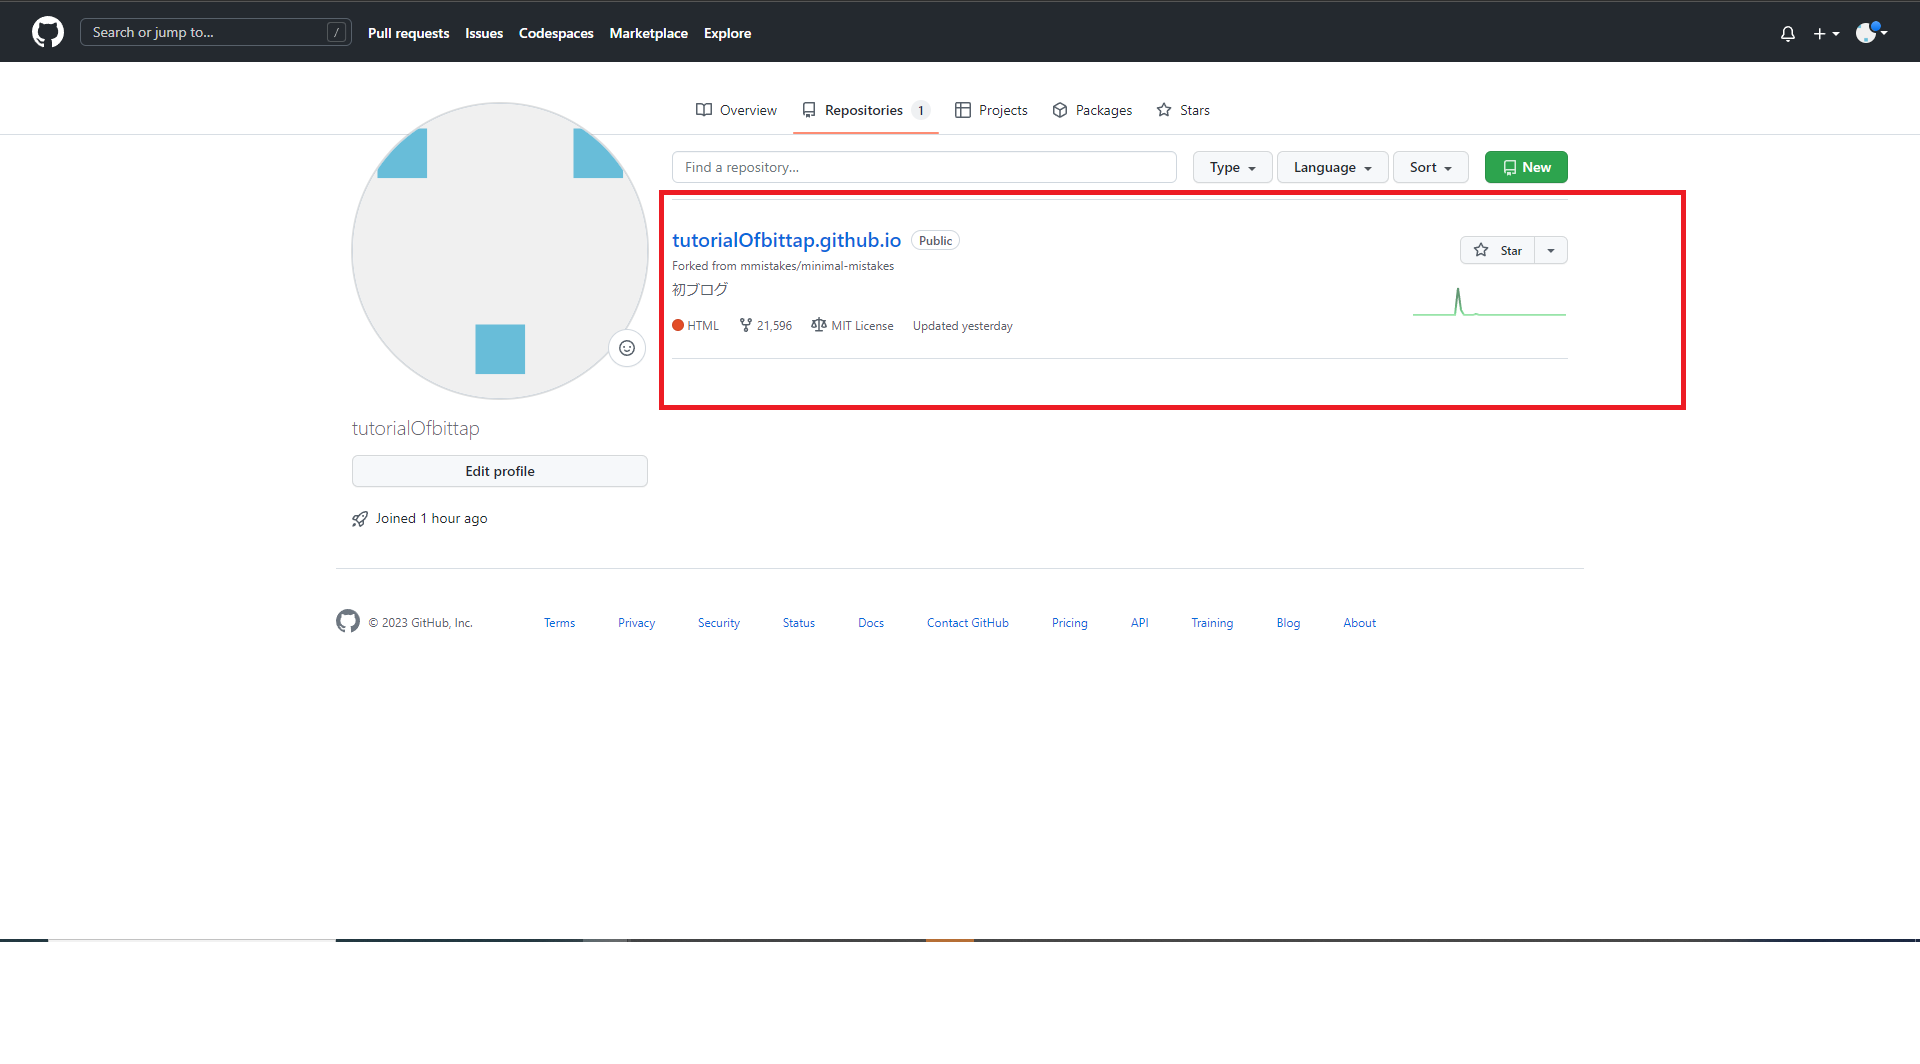 Search or jump to... /
Pull requests Issues Codespaces Marketplace Explore
Overview Repositories 1 Projects Packages Stars
Find a repository... Type Language Sort New
tutorialOfbittap.github.io Public
Star
Forked from mmistakes/minimal-mistakes
初ブログ
HTML 21,596 MIT License Updated yesterday
tutorialOfbittap
Edit profile
Joined 1 hour ago
© 2023 GitHub, Inc. Terms Privacy Security Status Docs Contact GitHub Pricing API Training Blog About